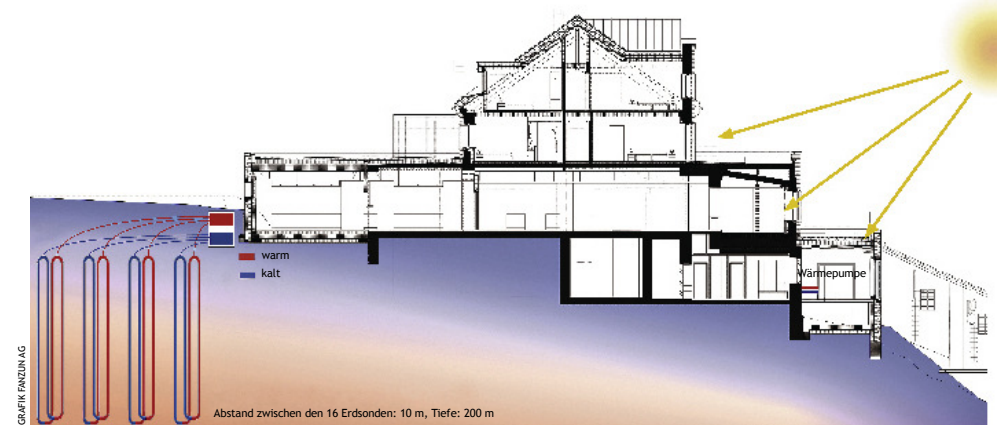 Wärmepumpe
warm
kalt
Abstand zwischen den 16 Erdsonden: 10 m, Tiefe: 200 m
GRAFIK FANZUN AG